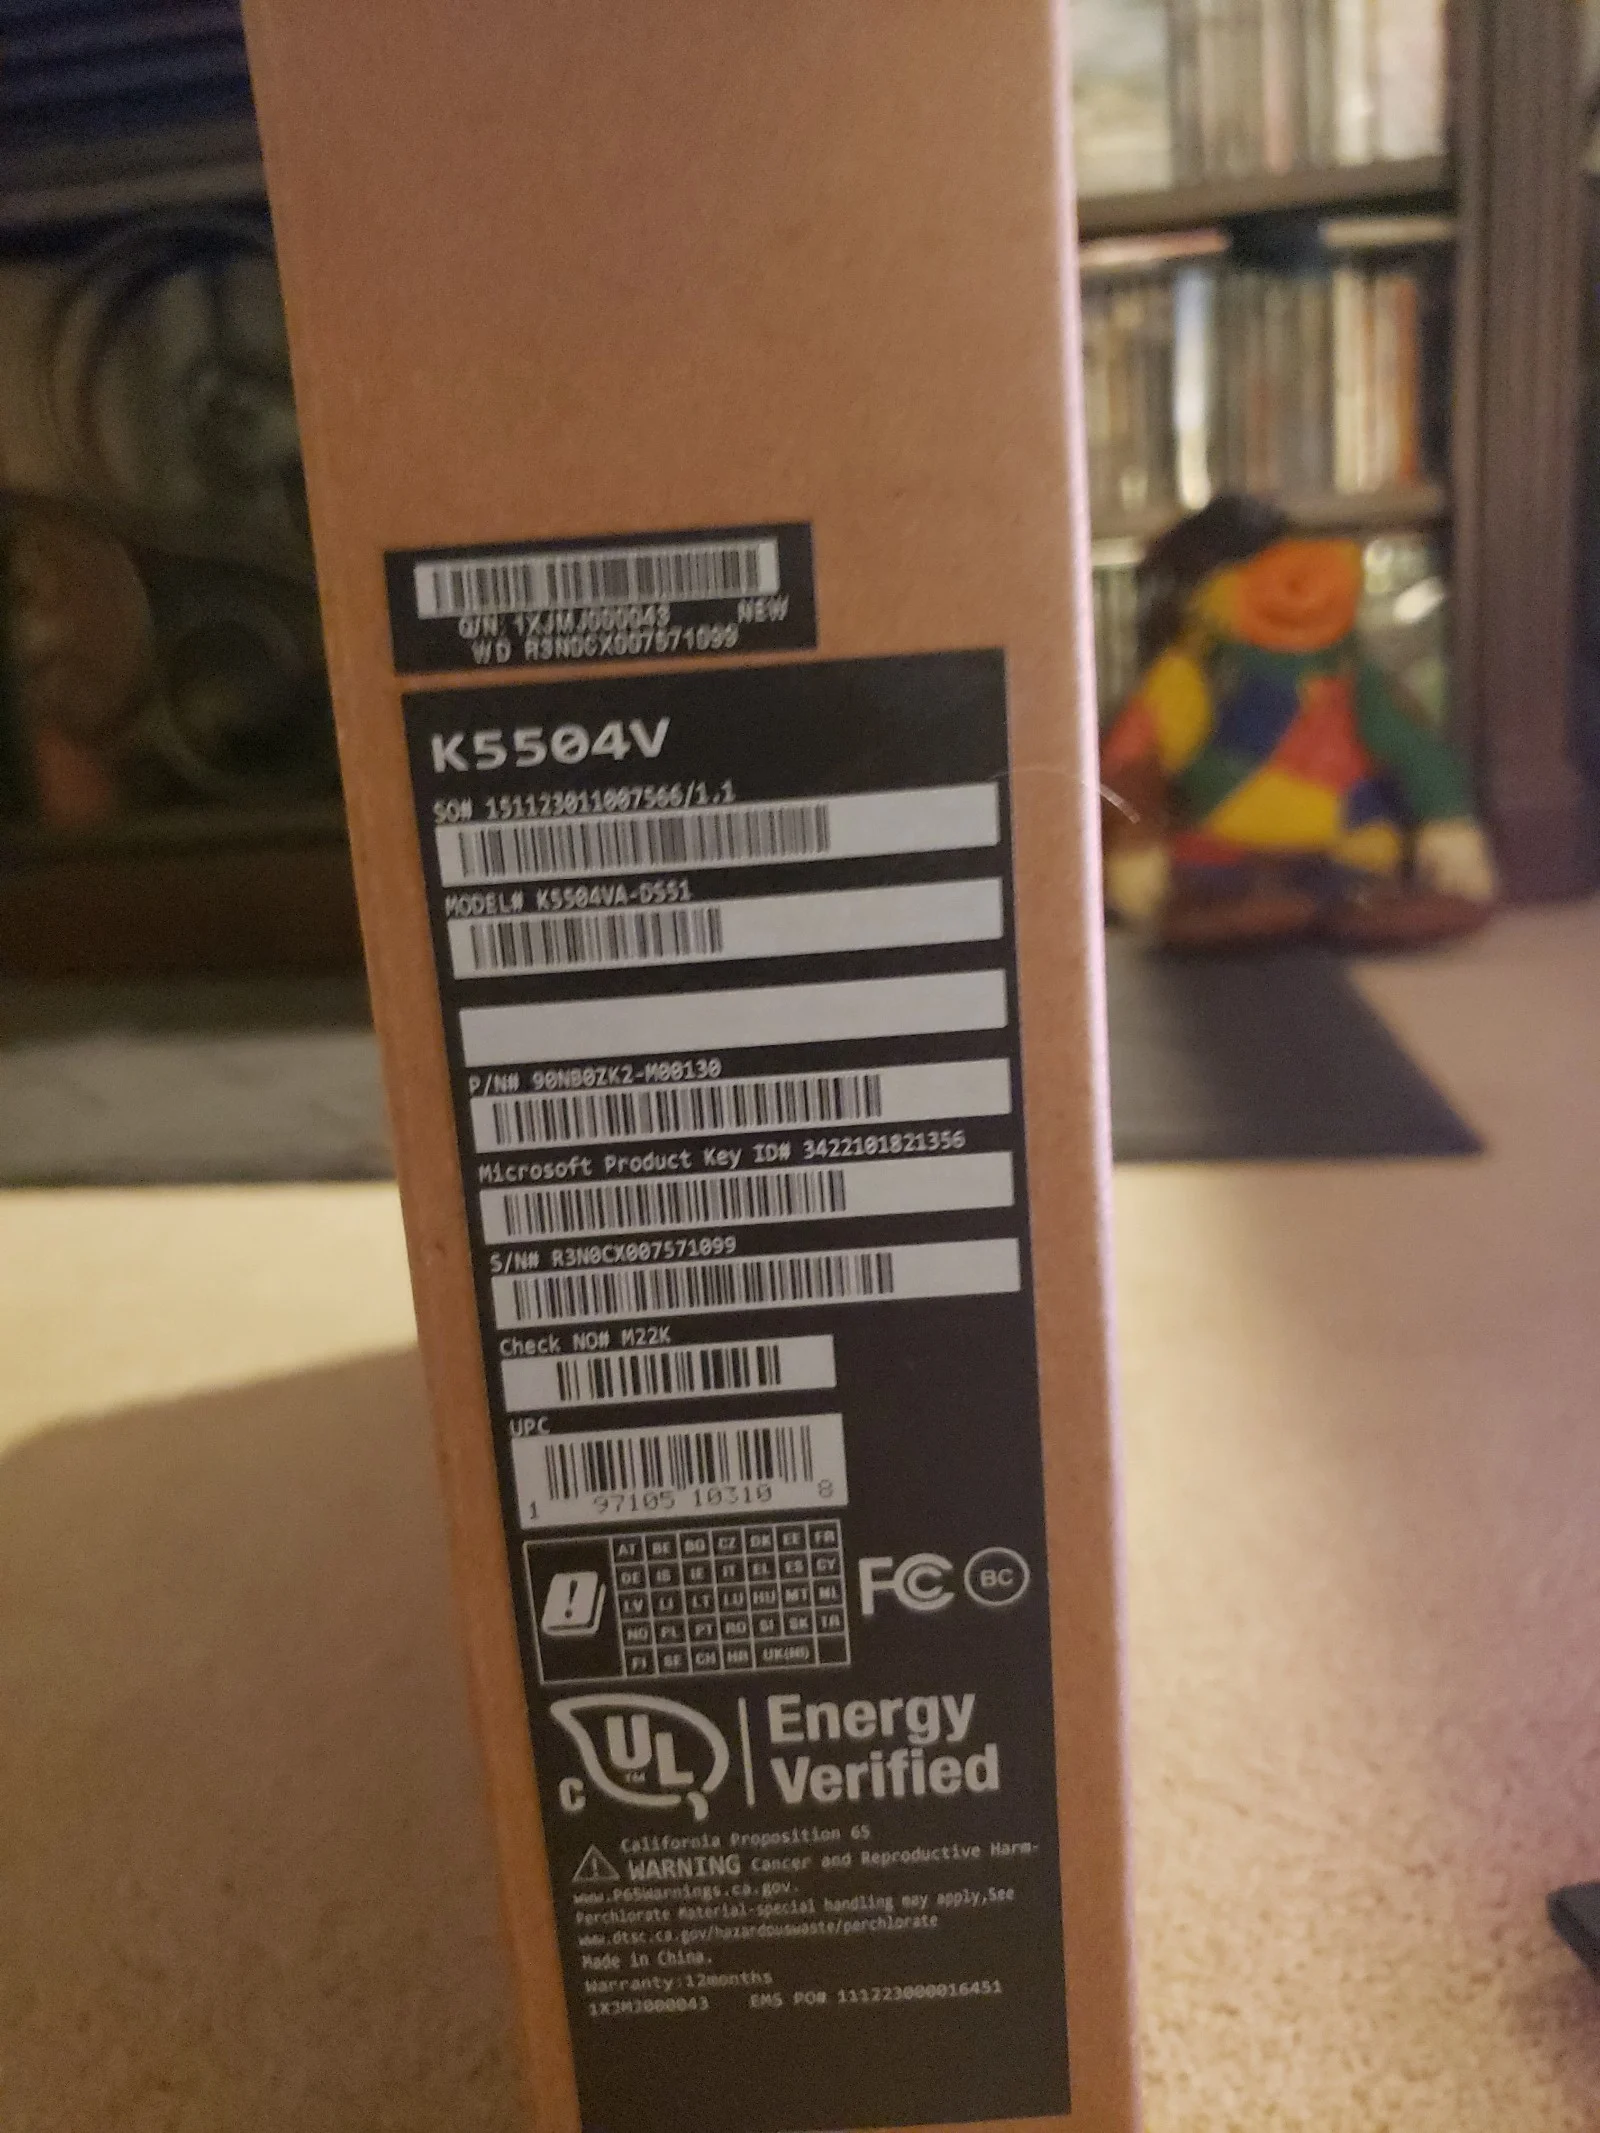 Q/N: 1XJMJ000043 NEW
WD R3N0CX007571099
K5504V
SO# 151123011007566/1.1
MODEL# K5504VA-DS51
P/N# 90NB0ZK2-M00130
Microsoft Product Key ID# 3422101821356
S/N# R3N0CX007571099
Check NO# M22K
UPC
1 97105 10310 8
AT BE BG CZ DK EE FR
DE IS IE IT EL ES CY
LV LI LT LU HU MT NL
NO PL PT RO SI SK TR
FI SE CH HR UK(NI)
FC BC
C UL TM Energy
Verified
California Proposition 65
WARNING Cancer and Reproductive Harm-
www.P65Warnings.ca.gov.
Perchlorate Material-special handling may apply,See
www.dtsc.ca.gov/hazardouswaste/perchlorate
Made in China.
Warranty:12months
1XJMJ000043 EMS PO# 111223000016451